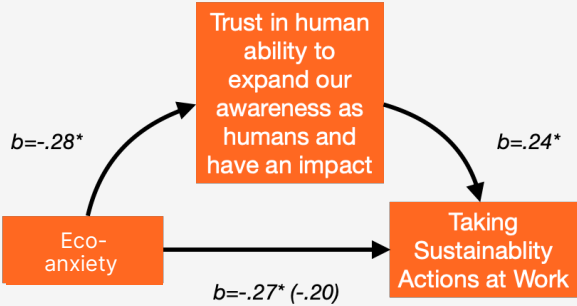 Trust in human
ability to
expand our
awareness as
humans and
have an impact
b=-.28*
b=.24*
Eco-
anxiety
Taking
Sustainablity
Actions at Work
b=-.27* (-.20)